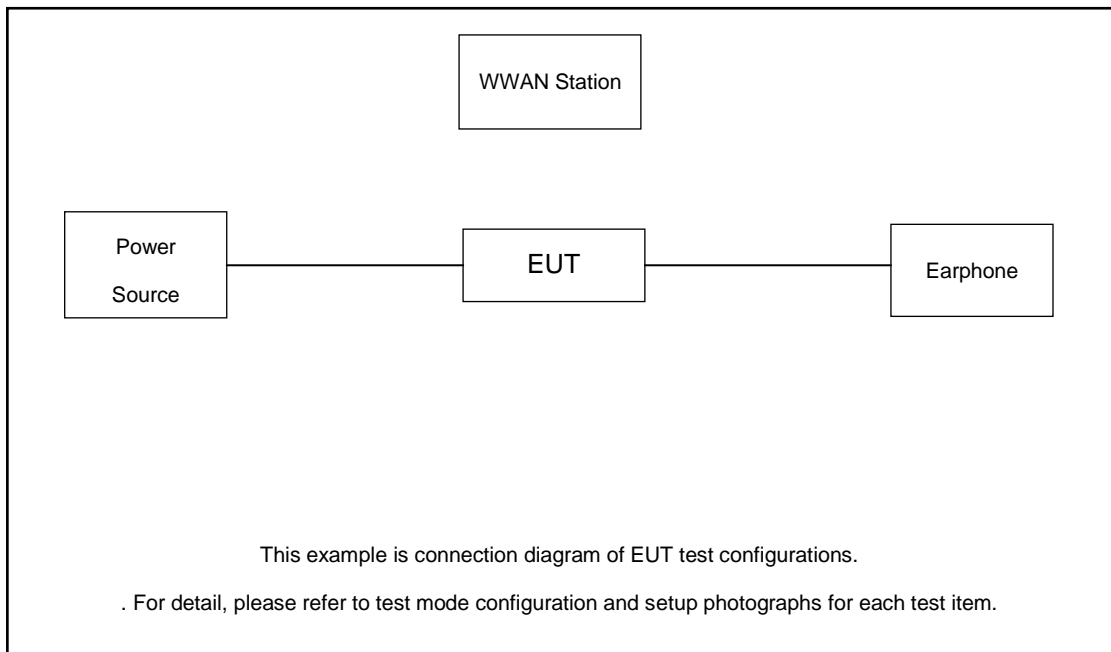 WWAN Station
Power
Source
EUT
Earphone
This example is connection diagram of EUT test configurations.
. For detail, please refer to test mode configuration and setup photographs for each test item.